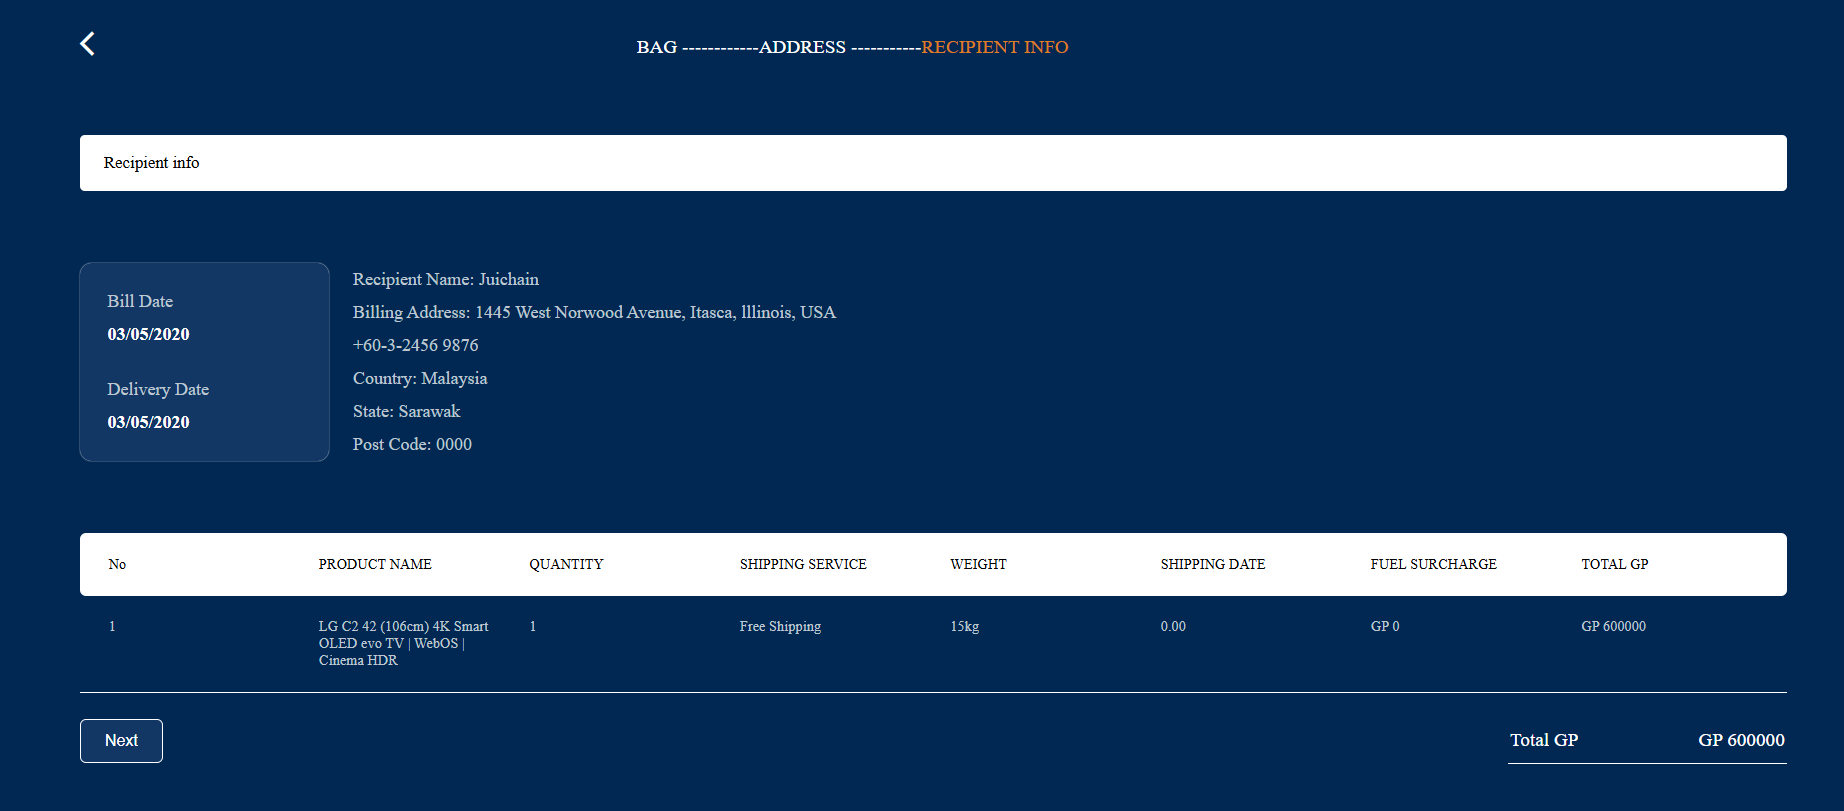 BAG ------------ADDRESS -----------RECIPIENT INFO
Recipient info
Bill Date
03/05/2020
Delivery Date
03/05/2020
Recipient Name: Juichain
Billing Address: 1445 West Norwood Avenue, Itasca, lllinois, USA
+60-3-2456 9876
Country: Malaysia
State: Sarawak
Post Code: 0000
No PRODUCT NAME QUANTITY SHIPPING SERVICE WEIGHT SHIPPING DATE FUEL SURCHARGE TOTAL GP
1 LG C2 42 (106cm) 4K Smart 1 Free Shipping 15kg 0.00 GP 0 GP 600000
OLED evo TV | WebOS |
Cinema HDR
Next Total GP GP 600000